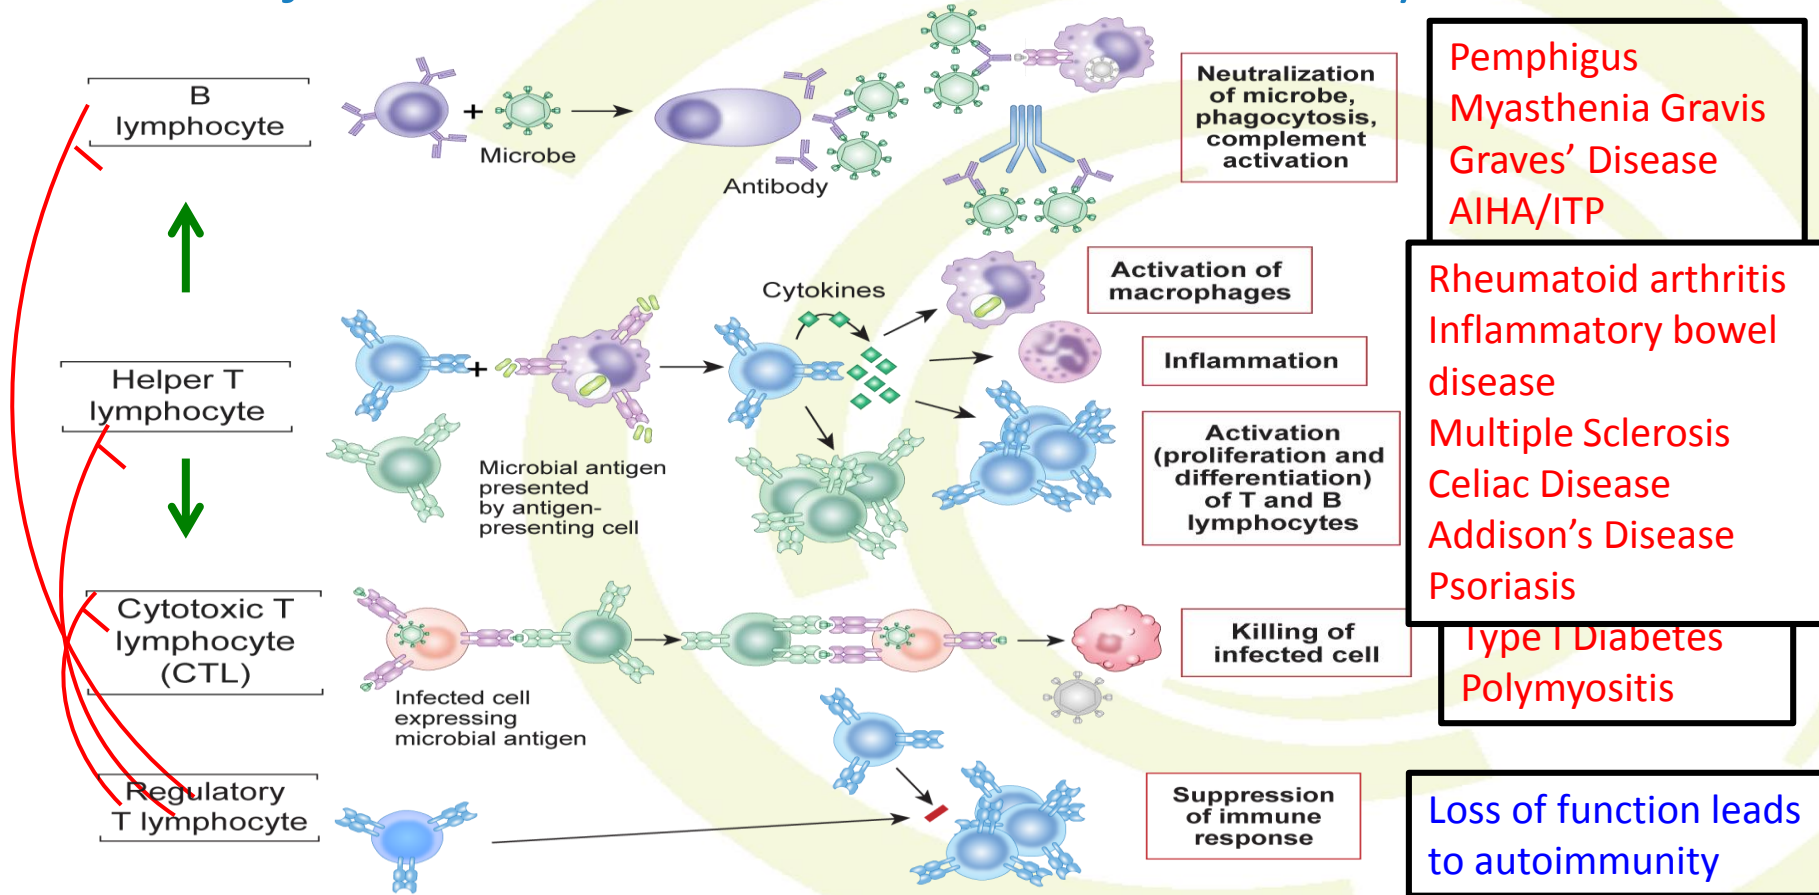 B
lymphocyte
+
Microbe
Antibody
Neutralization
of microbe,
phagocytosis,
complement
activation
Pemphigus
Myasthenia Gravis
Graves’ Disease
AIHA/ITP
Helper T
lymphocyte
+
Microbial antigen
presented
by antigen-
presenting cell
Cytokines
Activation of
macrophages
Inflammation
Activation
(proliferation and
differentiation)
of T and B
lymphocytes
Rheumatoid arthritis
Inflammatory bowel
disease
Multiple Sclerosis
Celiac Disease
Addison’s Disease
Psoriasis
Cytotoxic T
lymphocyte
(CTL)
Infected cell
expressing
microbial antigen
Killing of
infected cell
Type I Diabetes
Polymyositis
Regulatory
T lymphocyte
Suppression
of immune
response
Loss of function leads
to autoimmunity